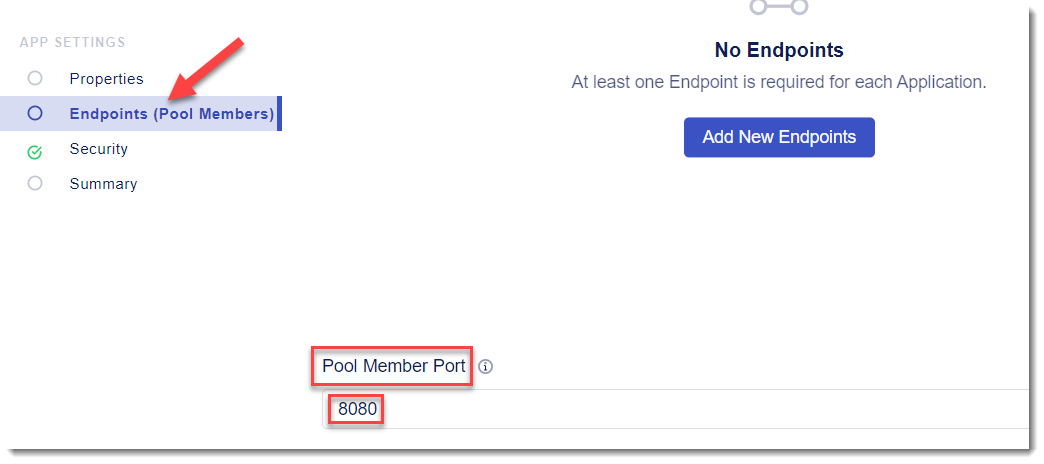 APP SETTINGS
Properties
Endpoints (Pool Members)
Security
Summary
No Endpoints
At least one Endpoint is required for each Application.
Add New Endpoints
Pool Member Port
8080